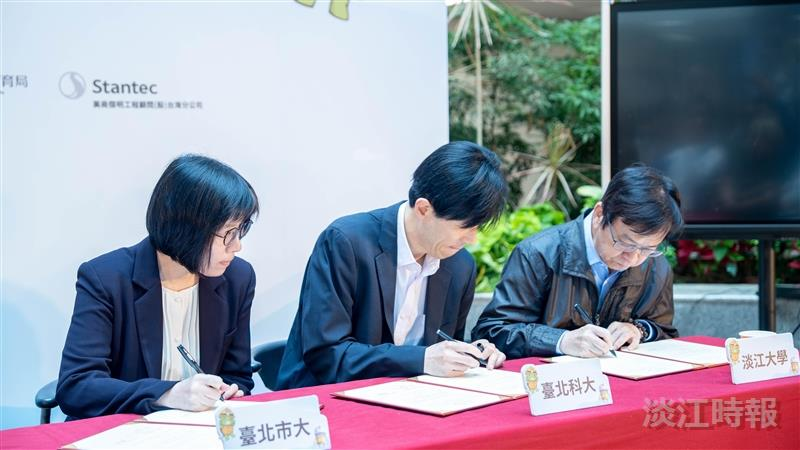 育局
Stantec
美商傑明工程顧問(股)台灣分公司
臺北市大
臺北科大
淡江大學
淡江時報